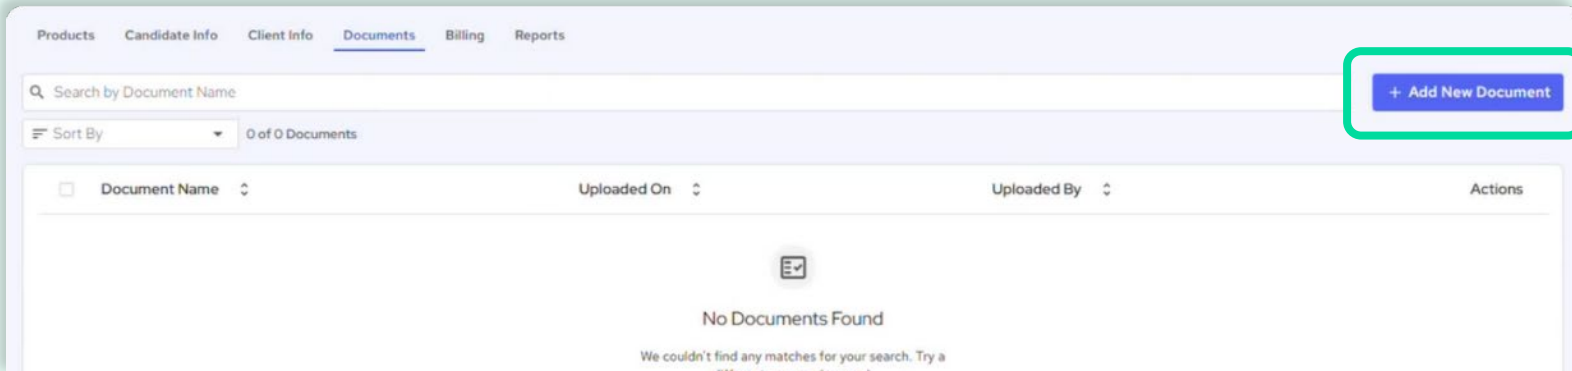 Products Candidate Info Client Info Documents Billing Reports
Search by Document Name
+ Add New Document
Sort By 0 of 0 Documents
Document Name Uploaded On Uploaded By Actions
No Documents Found
We couldn't find any matches for your search. Try a